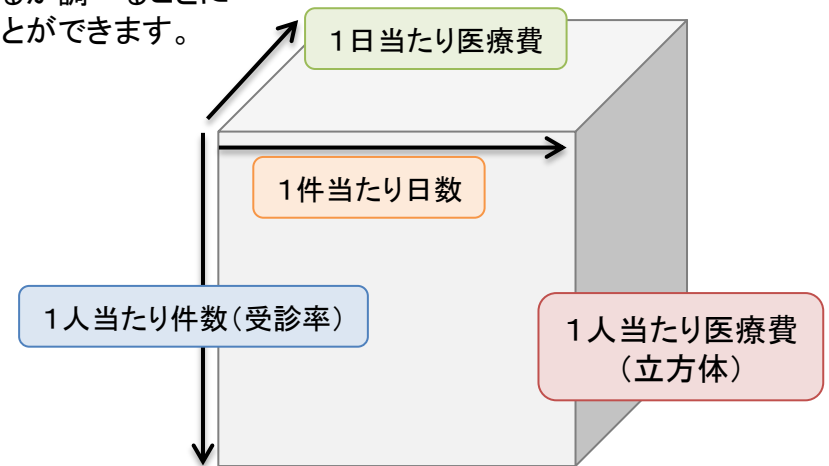 とができます。
1日当たり医療費
1件当たり日数
1人当たり件数(受診率)
1人当たり医療費
(立方体)